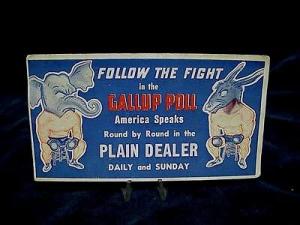 FOLLOW THE FIGHT
in the
GALLUP POLL
America Speaks
Round by Round in the
PLAIN DEALER
DAILY and SUNDAY